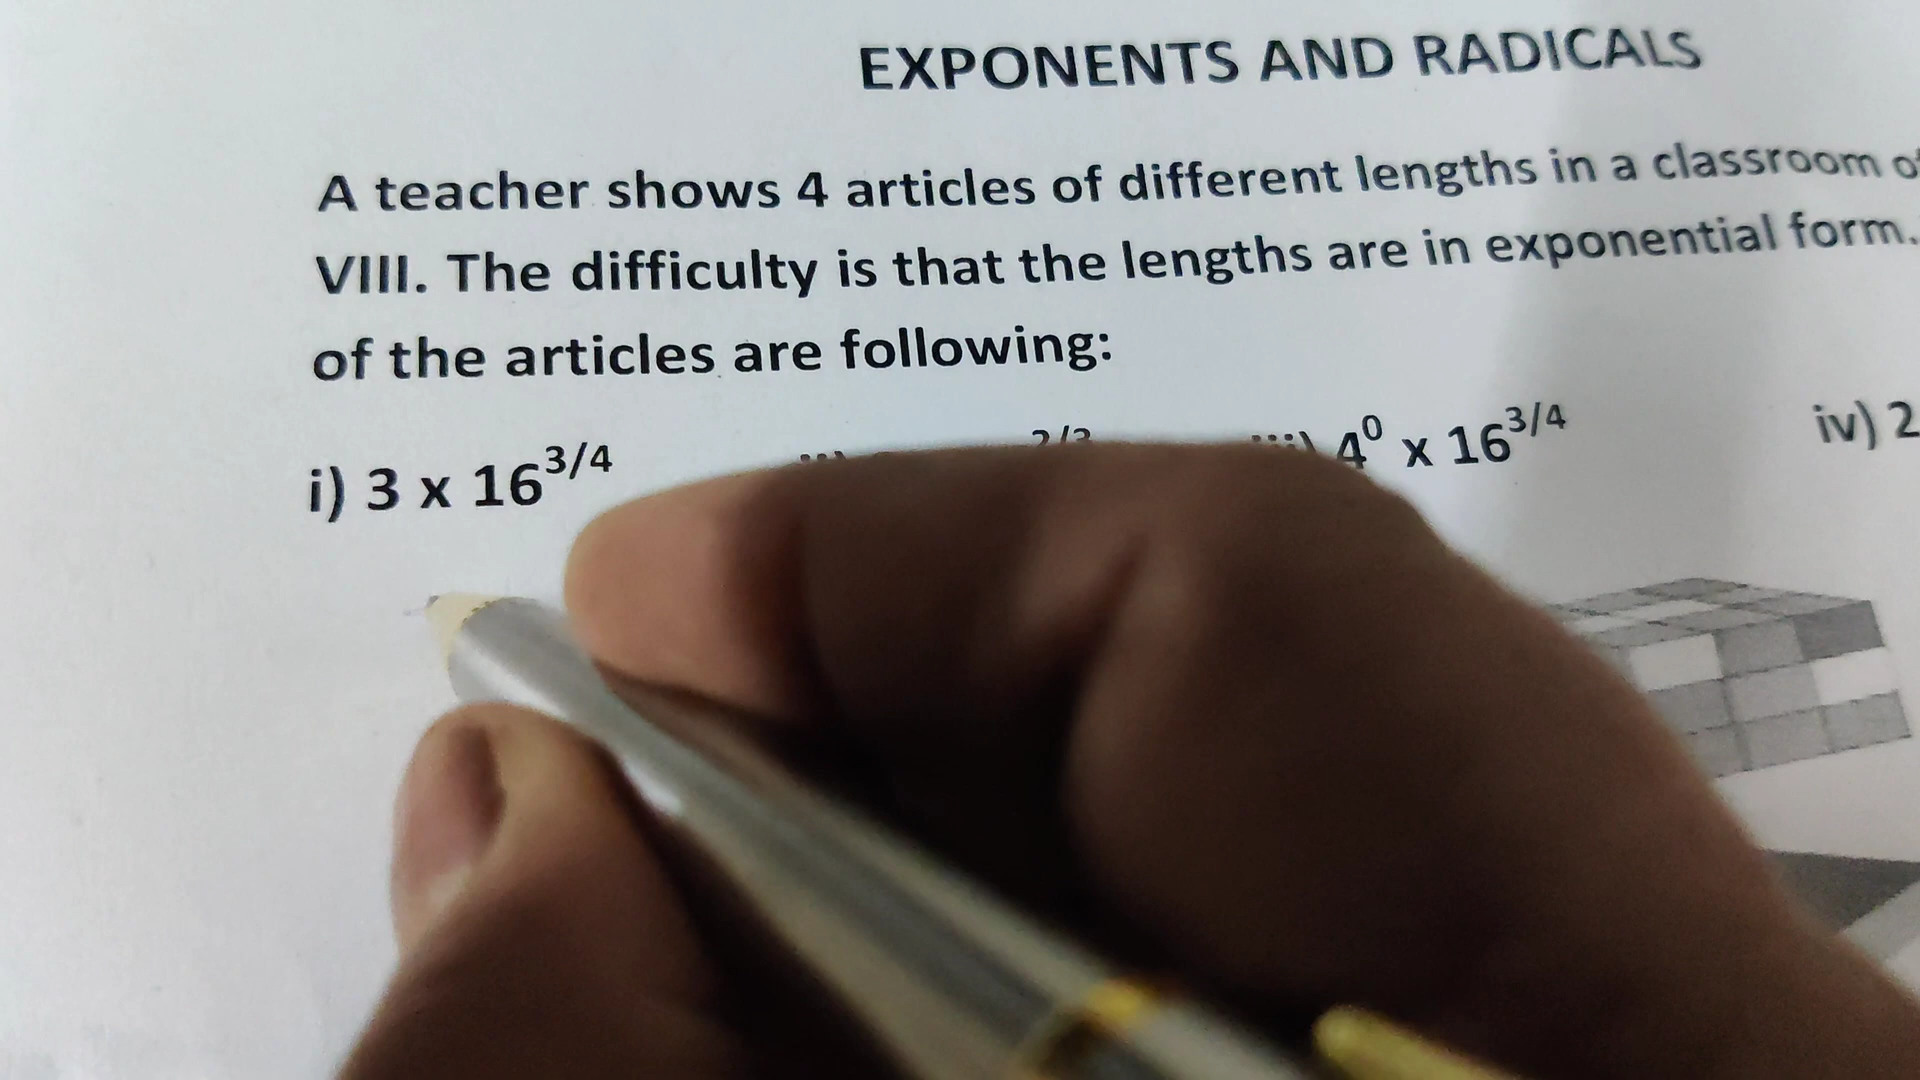 EXPONENTS AND RADICALS
A teacher shows 4 articles of different lengths in a classroom of
VIII. The difficulty is that the lengths are in exponential form.
of the articles are following:
i) 3 x 16^3/4 iii) 4^0 x 16^3/4 iv) 2